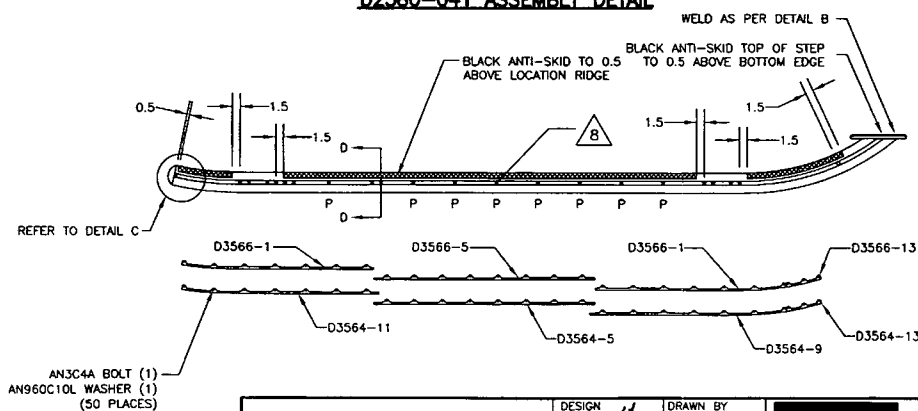 D2580-041 ASSEMBLY DETAIL
WELD AS PER DETAIL B
BLACK ANTI-SKID TO 0.5
ABOVE LOCATION RIDGE
BLACK ANTI-SKID TOP OF STEP
TO 0.5 ABOVE BOTTOM EDGE
0.5
1.5
1.5
8
1.5
1.5
1.5
D
D
P P P P P P P P
REFER TO DETAIL C
D3566-1
D3566-5
D3566-1
D3566-13
D3564-11
D3564-5
D3564-9
D3564-13
AN3C4A BOLT (1)
AN960C10L WASHER (1)
(50 PLACES)
DESIGN
DRAWN BY